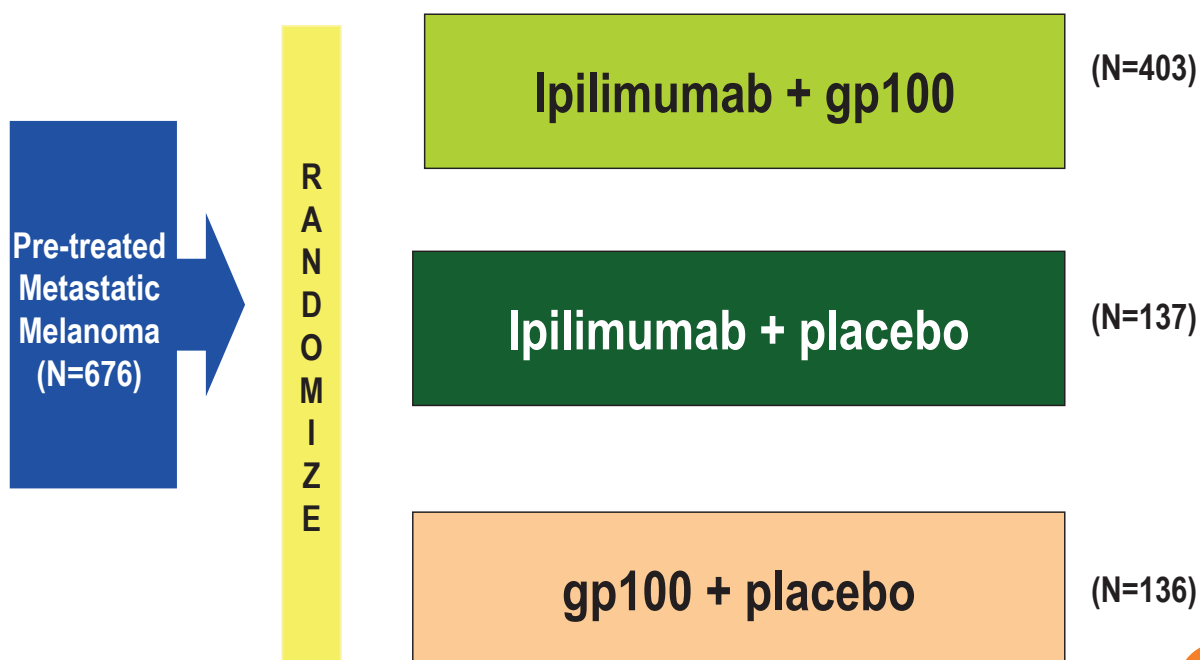 Pre-treated
Metastatic
Melanoma
(N=676)
R
A
N
D
O
M
I
Z
E
Ipilimumab + gp100
(N=403)
Ipilimumab + placebo
(N=137)
gp100 + placebo
(N=136)